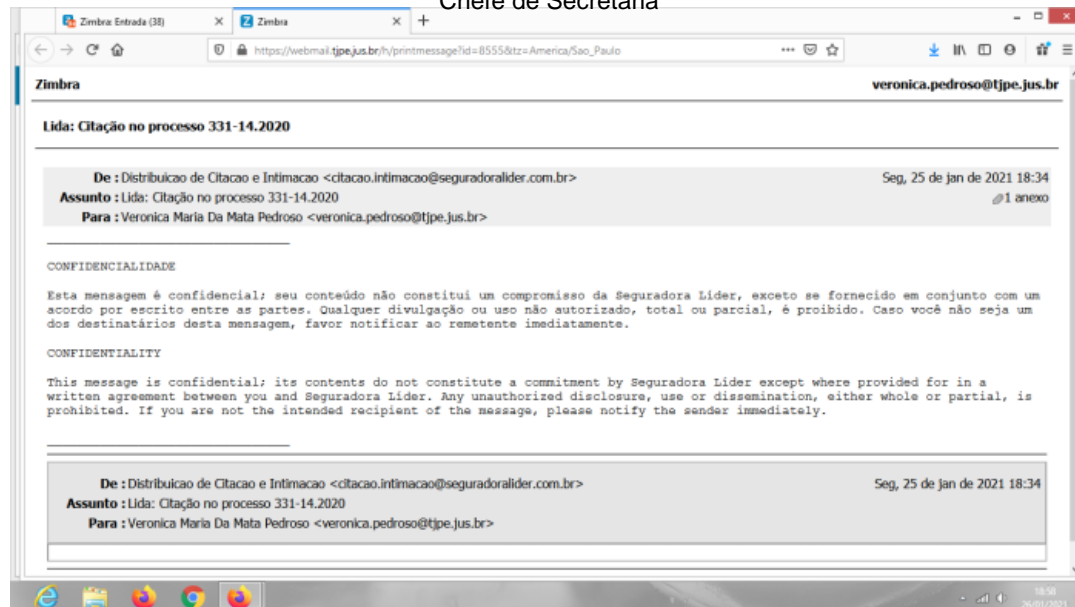 Chefe de Secretaria
Zimbra: Entrada (38)
Zimbra
https://webmail.tjpe.jus.br/h/printmessage?id=8555&tz=America/Sao_Paulo
Zimbra veronica.pedroso@tjpe.jus.br
Lida: Citação no processo 331-14.2020
De : Distribuicao de Citacao e Intimacao <citacao.intimacao@seguradoralider.com.br> Seg, 25 de jan de 2021 18:34
Assunto : Lida: Citação no processo 331-14.2020 1 anexo
Para : Veronica Maria Da Mata Pedroso <veronica.pedroso@tjpe.jus.br>
CONFIDENCIALIDADE
Esta mensagem é confidencial; seu conteúdo não constitui um compromisso da Seguradora Lider, exceto se fornecido em conjunto com um
acordo por escrito entre as partes. Qualquer divulgação ou uso não autorizado, total ou parcial, é proibido. Caso você não seja um
dos destinatários desta mensagem, favor notificar ao remetente imediatamente.
CONFIDENTIALITY
This message is confidential; its contents do not constitute a commitment by Seguradora Lider except where provided for in a
written agreement between you and Seguradora Lider. Any unauthorized disclosure, use or dissemination, either whole or partial, is
prohibited. If you are not the intended recipient of the message, please notify the sender immediately.
De : Distribuicao de Citacao e Intimacao <citacao.intimacao@seguradoralider.com.br> Seg, 25 de jan de 2021 18:34
Assunto : Lida: Citação no processo 331-14.2020
Para : Veronica Maria Da Mata Pedroso <veronica.pedroso@tjpe.jus.br>
18:50
26/01/2021